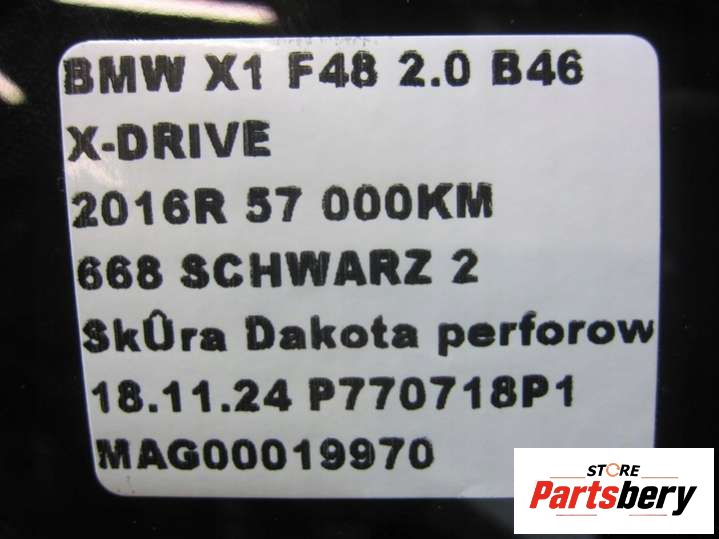 BMW X1 F48 2.0 B46
X-DRIVE
2016R 57 000KM
668 SCHWARZ 2
SkÛra Dakota perforow
18.11.24 P770718P1
MAG00019970
STORE
Partsbery